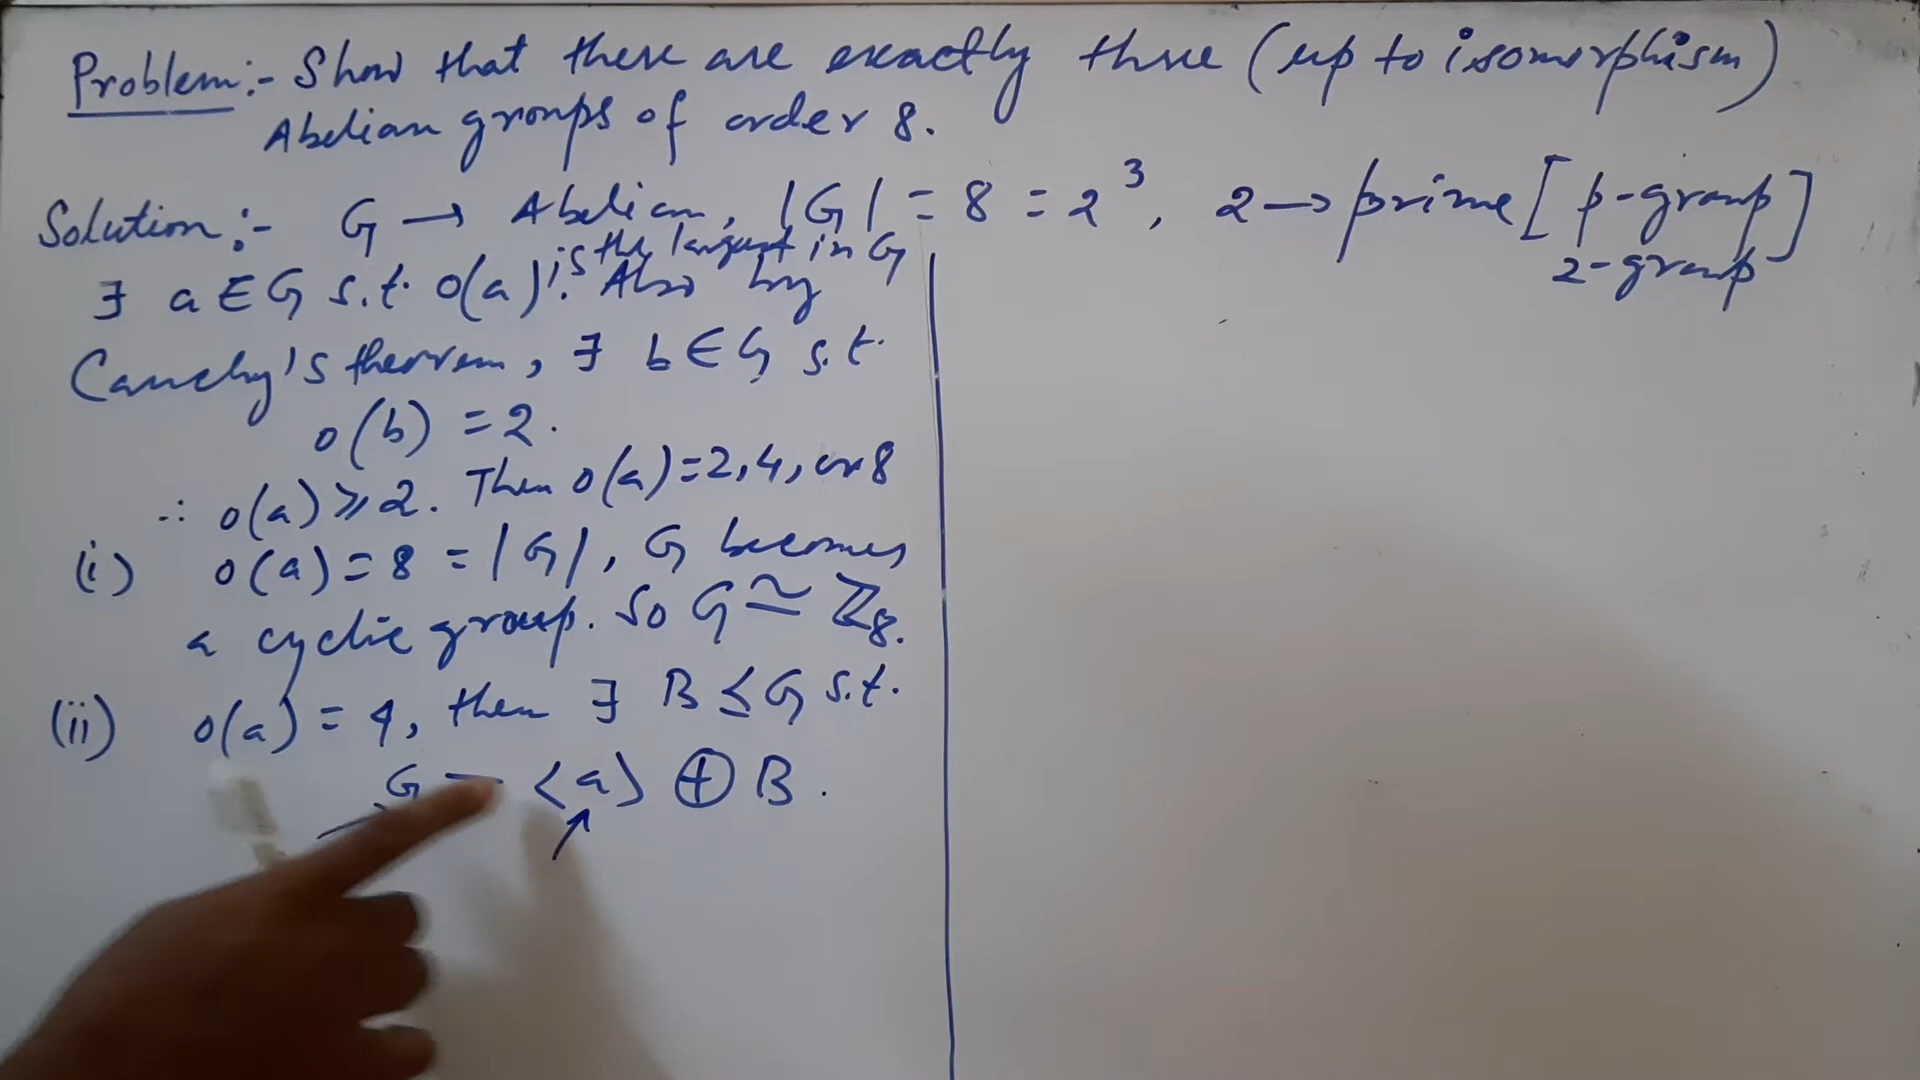 Problem:- Show that there are exactly three (up to isomorphism)
Abelian groups of order 8.
Solution:- G → Abelian, |G| = 8 = 2³, 2 → prime [p-group]
2-group
∃ a ∈ G s.t. o(a) is the largest in G. Also by
Cauchy's theorem, ∃ b ∈ G s.t.
o(b) = 2.
∴ o(a) ⩾ 2. Then o(a) = 2, 4, or 8
(i) o(a) = 8 = |G|, G becomes
a cyclic group. So G ≅ ℤ₈.
(ii) o(a) = 4, then ∃ B ≤ G s.t.
G = <a> ⊕ B.